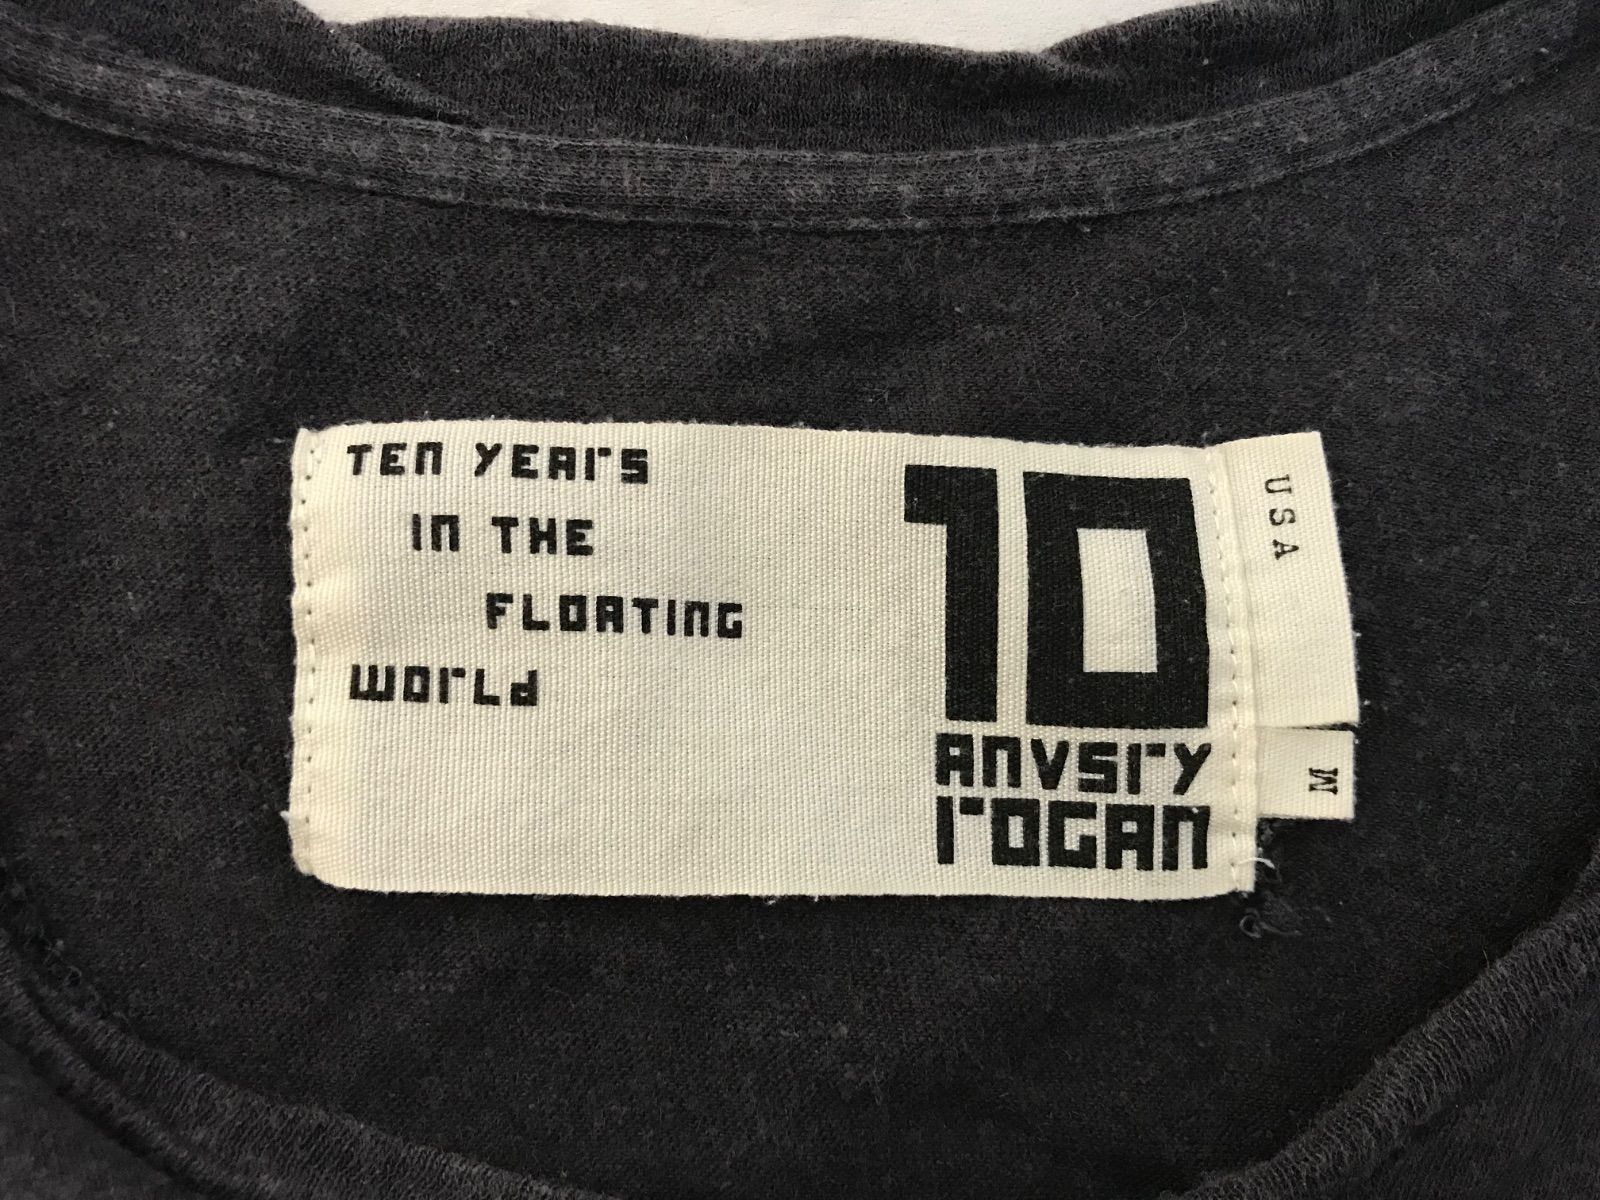 TEN YEArS
IN THE
FLOATING
WOrLd
10
ANVSrY
rOGAN
USA
M